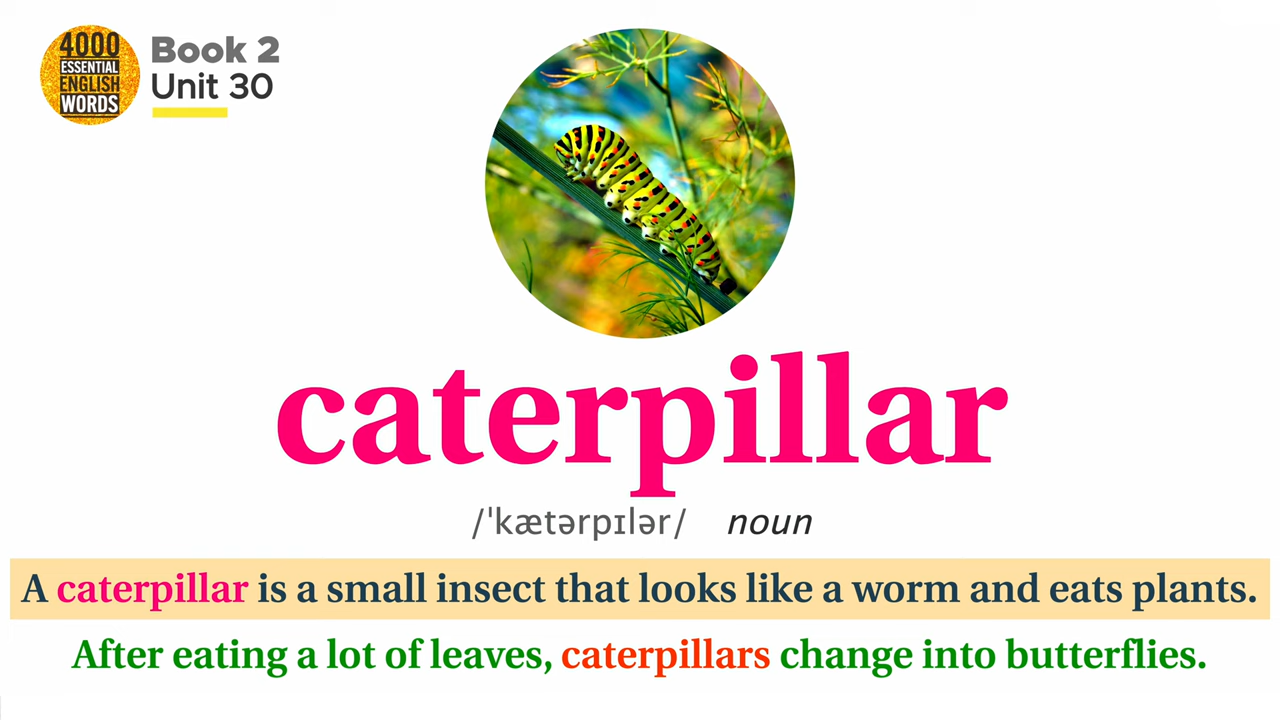 4000
ESSENTIAL
ENGLISH
WORDS
Book 2
Unit 30
caterpillar
/ˈkætərpɪlər/ noun
A caterpillar is a small insect that looks like a worm and eats plants.
After eating a lot of leaves, caterpillars change into butterflies.